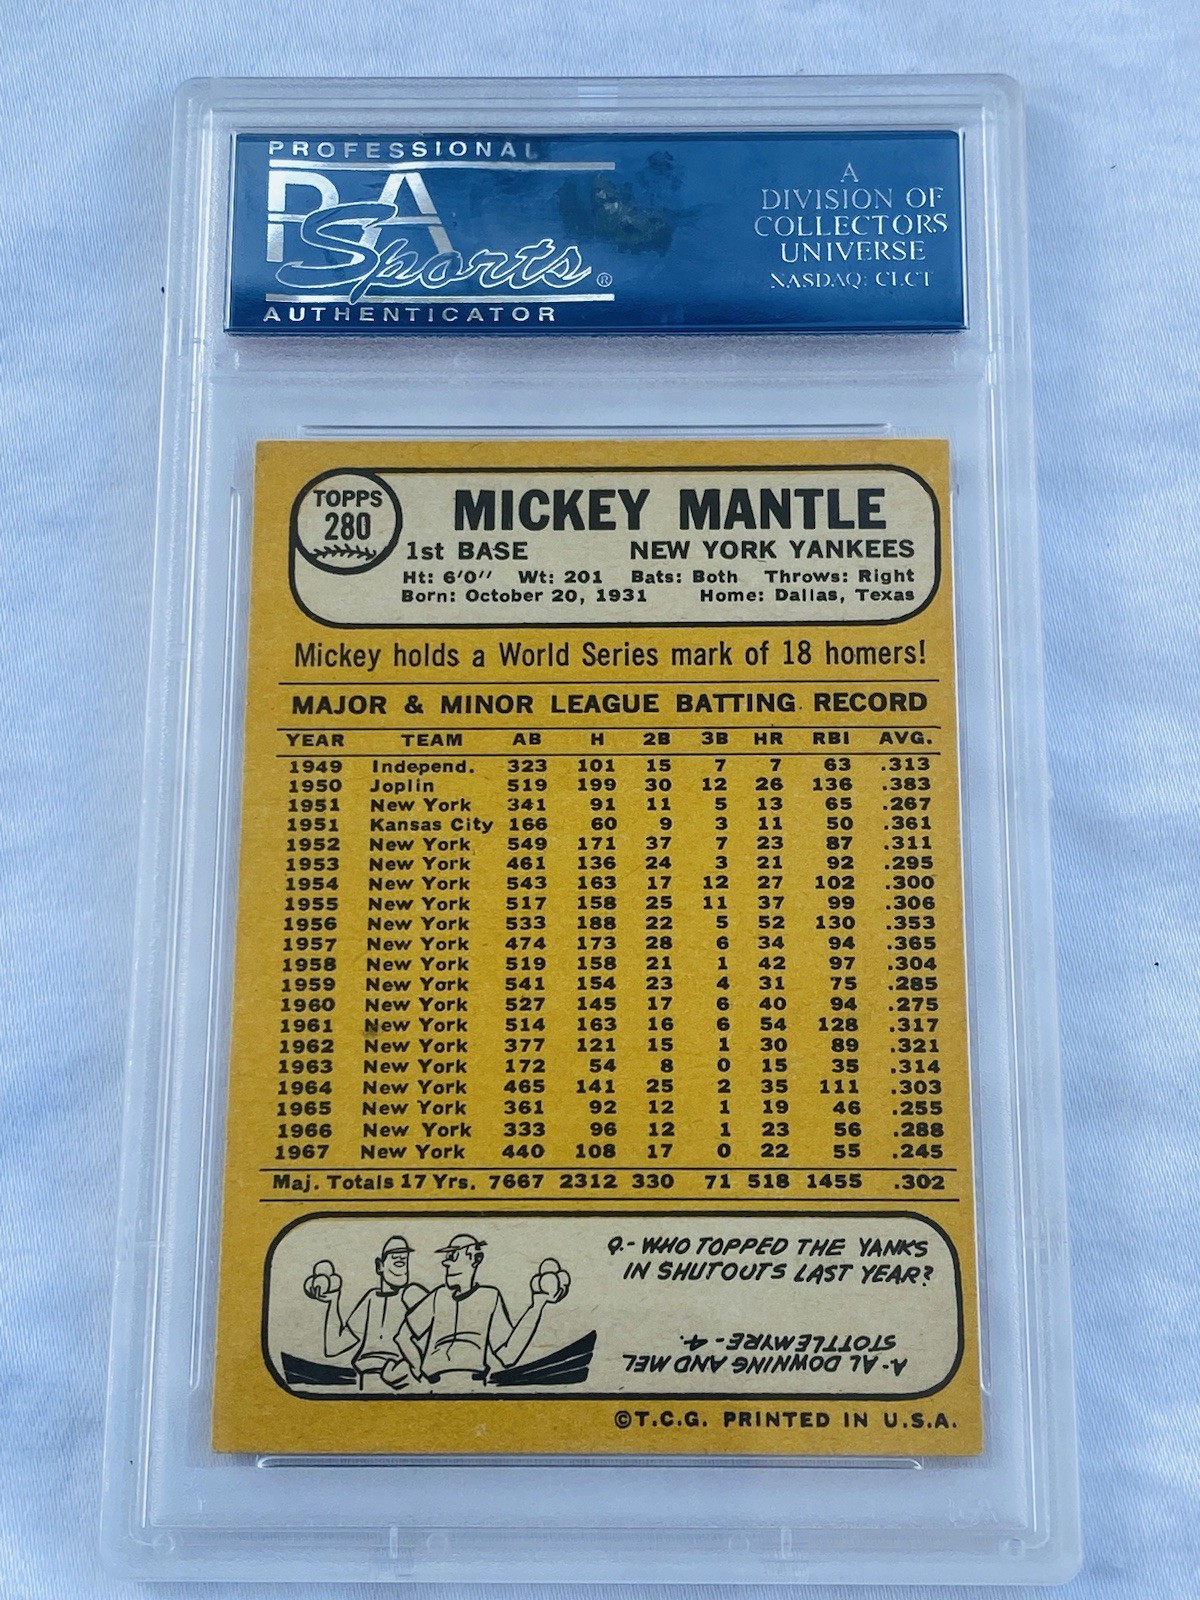 PROFESSIONAL
PSA
Sports®
AUTHENTICATOR
A
DIVISION OF
COLLECTORS
UNIVERSE
NASDAQ: CLCT
TOPPS
280
MICKEY MANTLE
1st BASE NEW YORK YANKEES
Ht: 6'0" Wt: 201 Bats: Both Throws: Right
Born: October 20, 1931 Home: Dallas, Texas
Mickey holds a World Series mark of 18 homers!
MAJOR & MINOR LEAGUE BATTING RECORD
YEAR TEAM AB H 2B 3B HR RBI AVG.
1949 Independ. 323 101 15 7 7 63 .313
1950 Joplin 519 199 30 12 26 136 .383
1951 New York 341 91 11 5 13 65 .267
1951 Kansas City 166 60 9 3 11 50 .361
1952 New York 549 171 37 7 23 87 .311
1953 New York 461 136 24 3 21 92 .295
1954 New York 543 163 17 12 27 102 .300
1955 New York 517 158 25 11 37 99 .306
1956 New York 533 188 22 5 52 130 .353
1957 New York 474 173 28 6 34 94 .365
1958 New York 519 158 21 1 42 97 .304
1959 New York 541 154 23 4 31 75 .285
1960 New York 527 145 17 6 40 94 .275
1961 New York 514 163 16 6 54 128 .317
1962 New York 377 121 15 1 30 89 .321
1963 New York 172 54 8 0 15 35 .314
1964 New York 465 141 25 2 35 111 .303
1965 New York 361 92 12 1 19 46 .255
1966 New York 333 96 12 1 23 56 .288
1967 New York 440 108 17 0 22 55 .245
Maj. Totals 17 Yrs. 7667 2312 330 71 518 1455 .302
Q.- WHO TOPPED THE YANKS
IN SHUTOUTS LAST YEAR?
A- AL DOWNING AND MEL
STOTTLEMYRE - 4.
©T.C.G. PRINTED IN U.S.A.